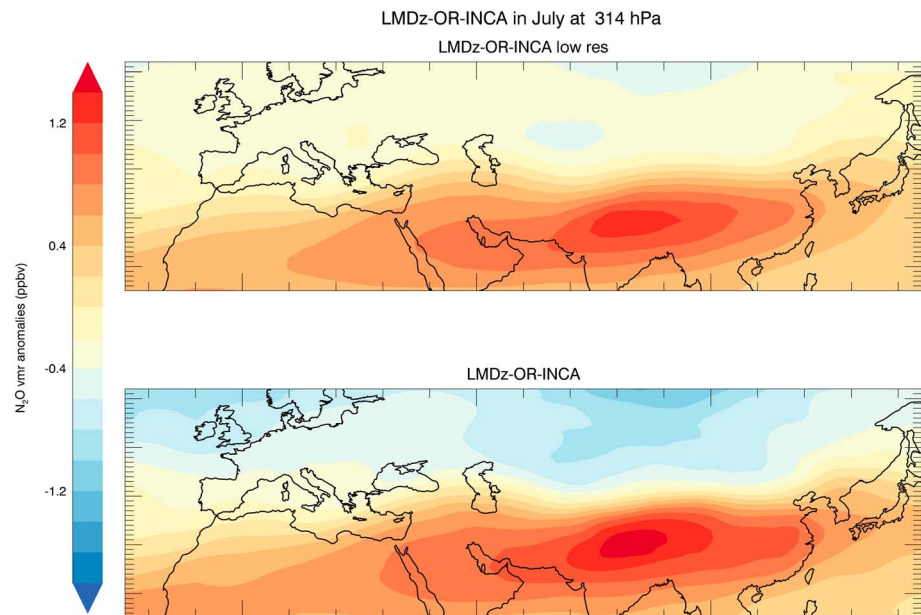 LMDz-OR-INCA in July at 314 hPa
LMDz-OR-INCA low res
1.2
0.4
-0.4
-1.2
N₂O vmr anomalies (ppbv)
LMDz-OR-INCA